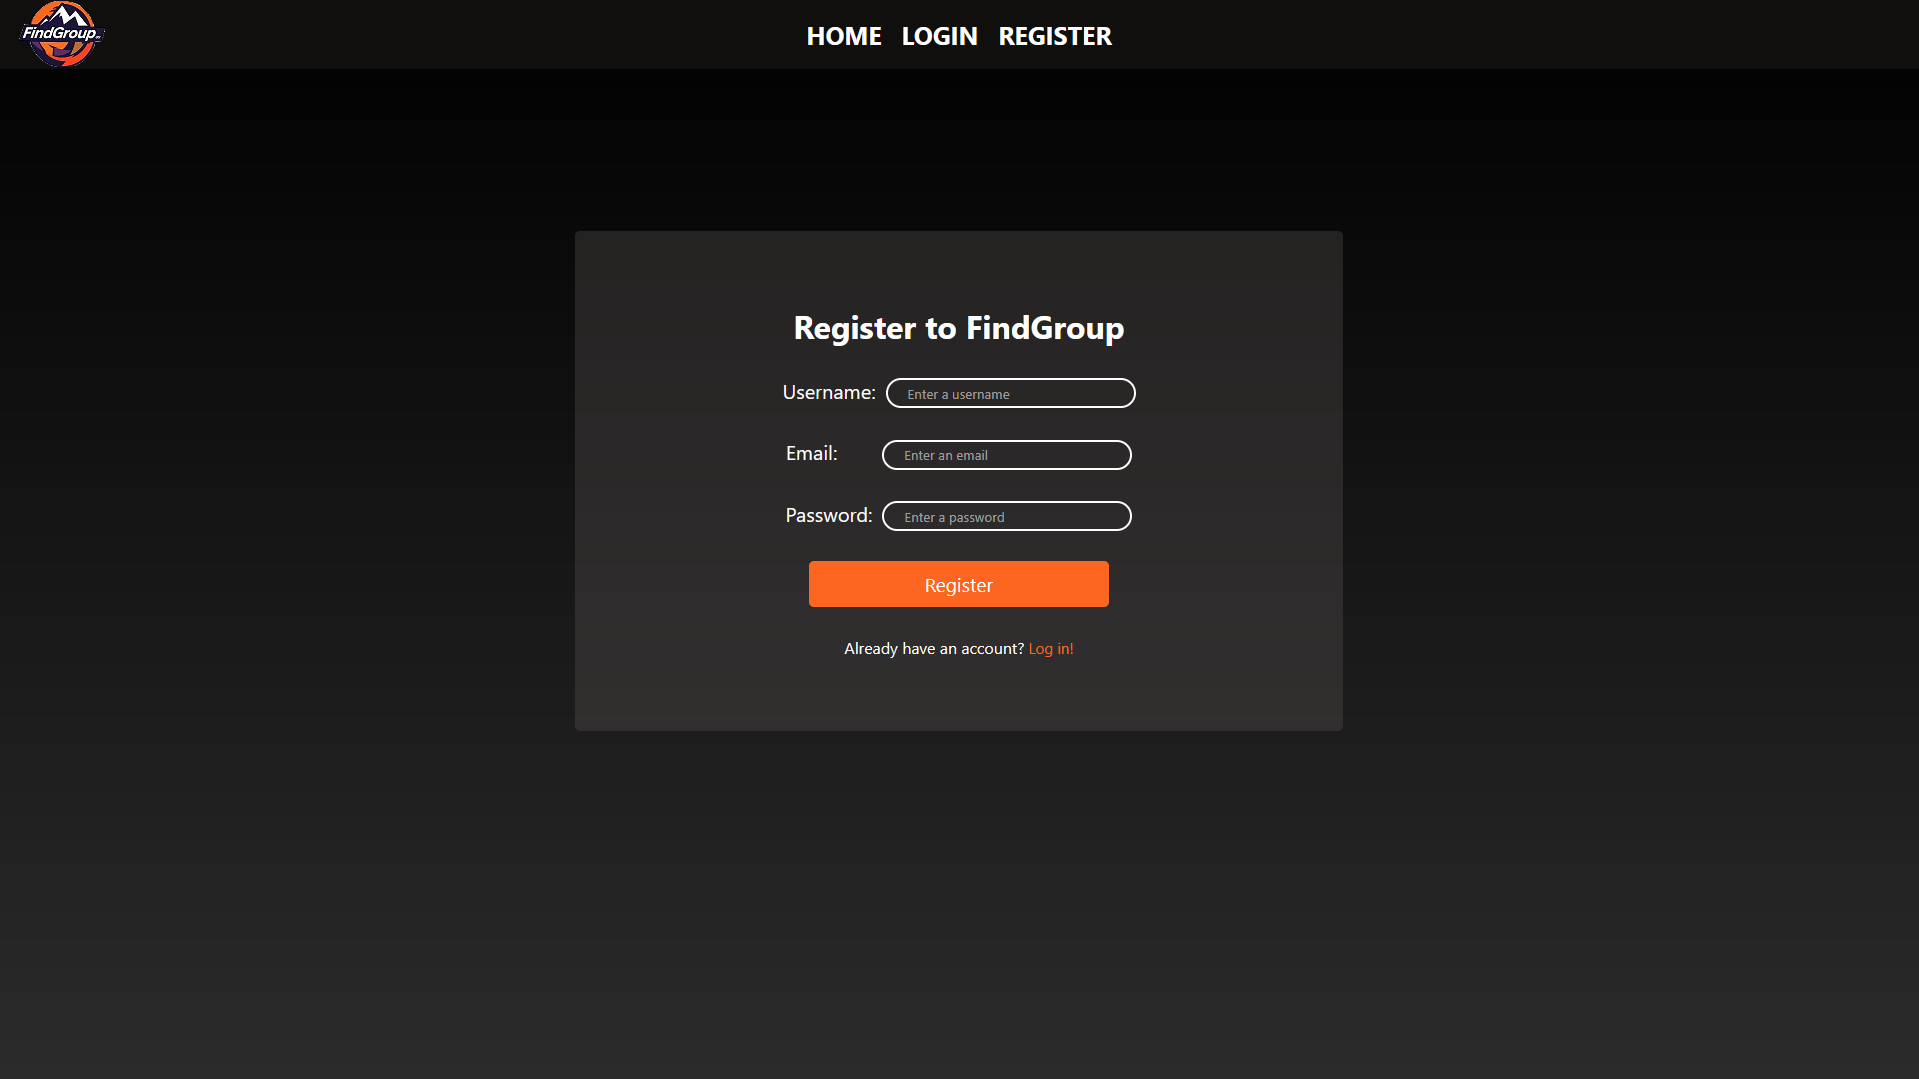 FindGroup
HOME LOGIN REGISTER
Register to FindGroup
Username: Enter a username
Email: Enter an email
Password: Enter a password
Register
Already have an account? Log in!